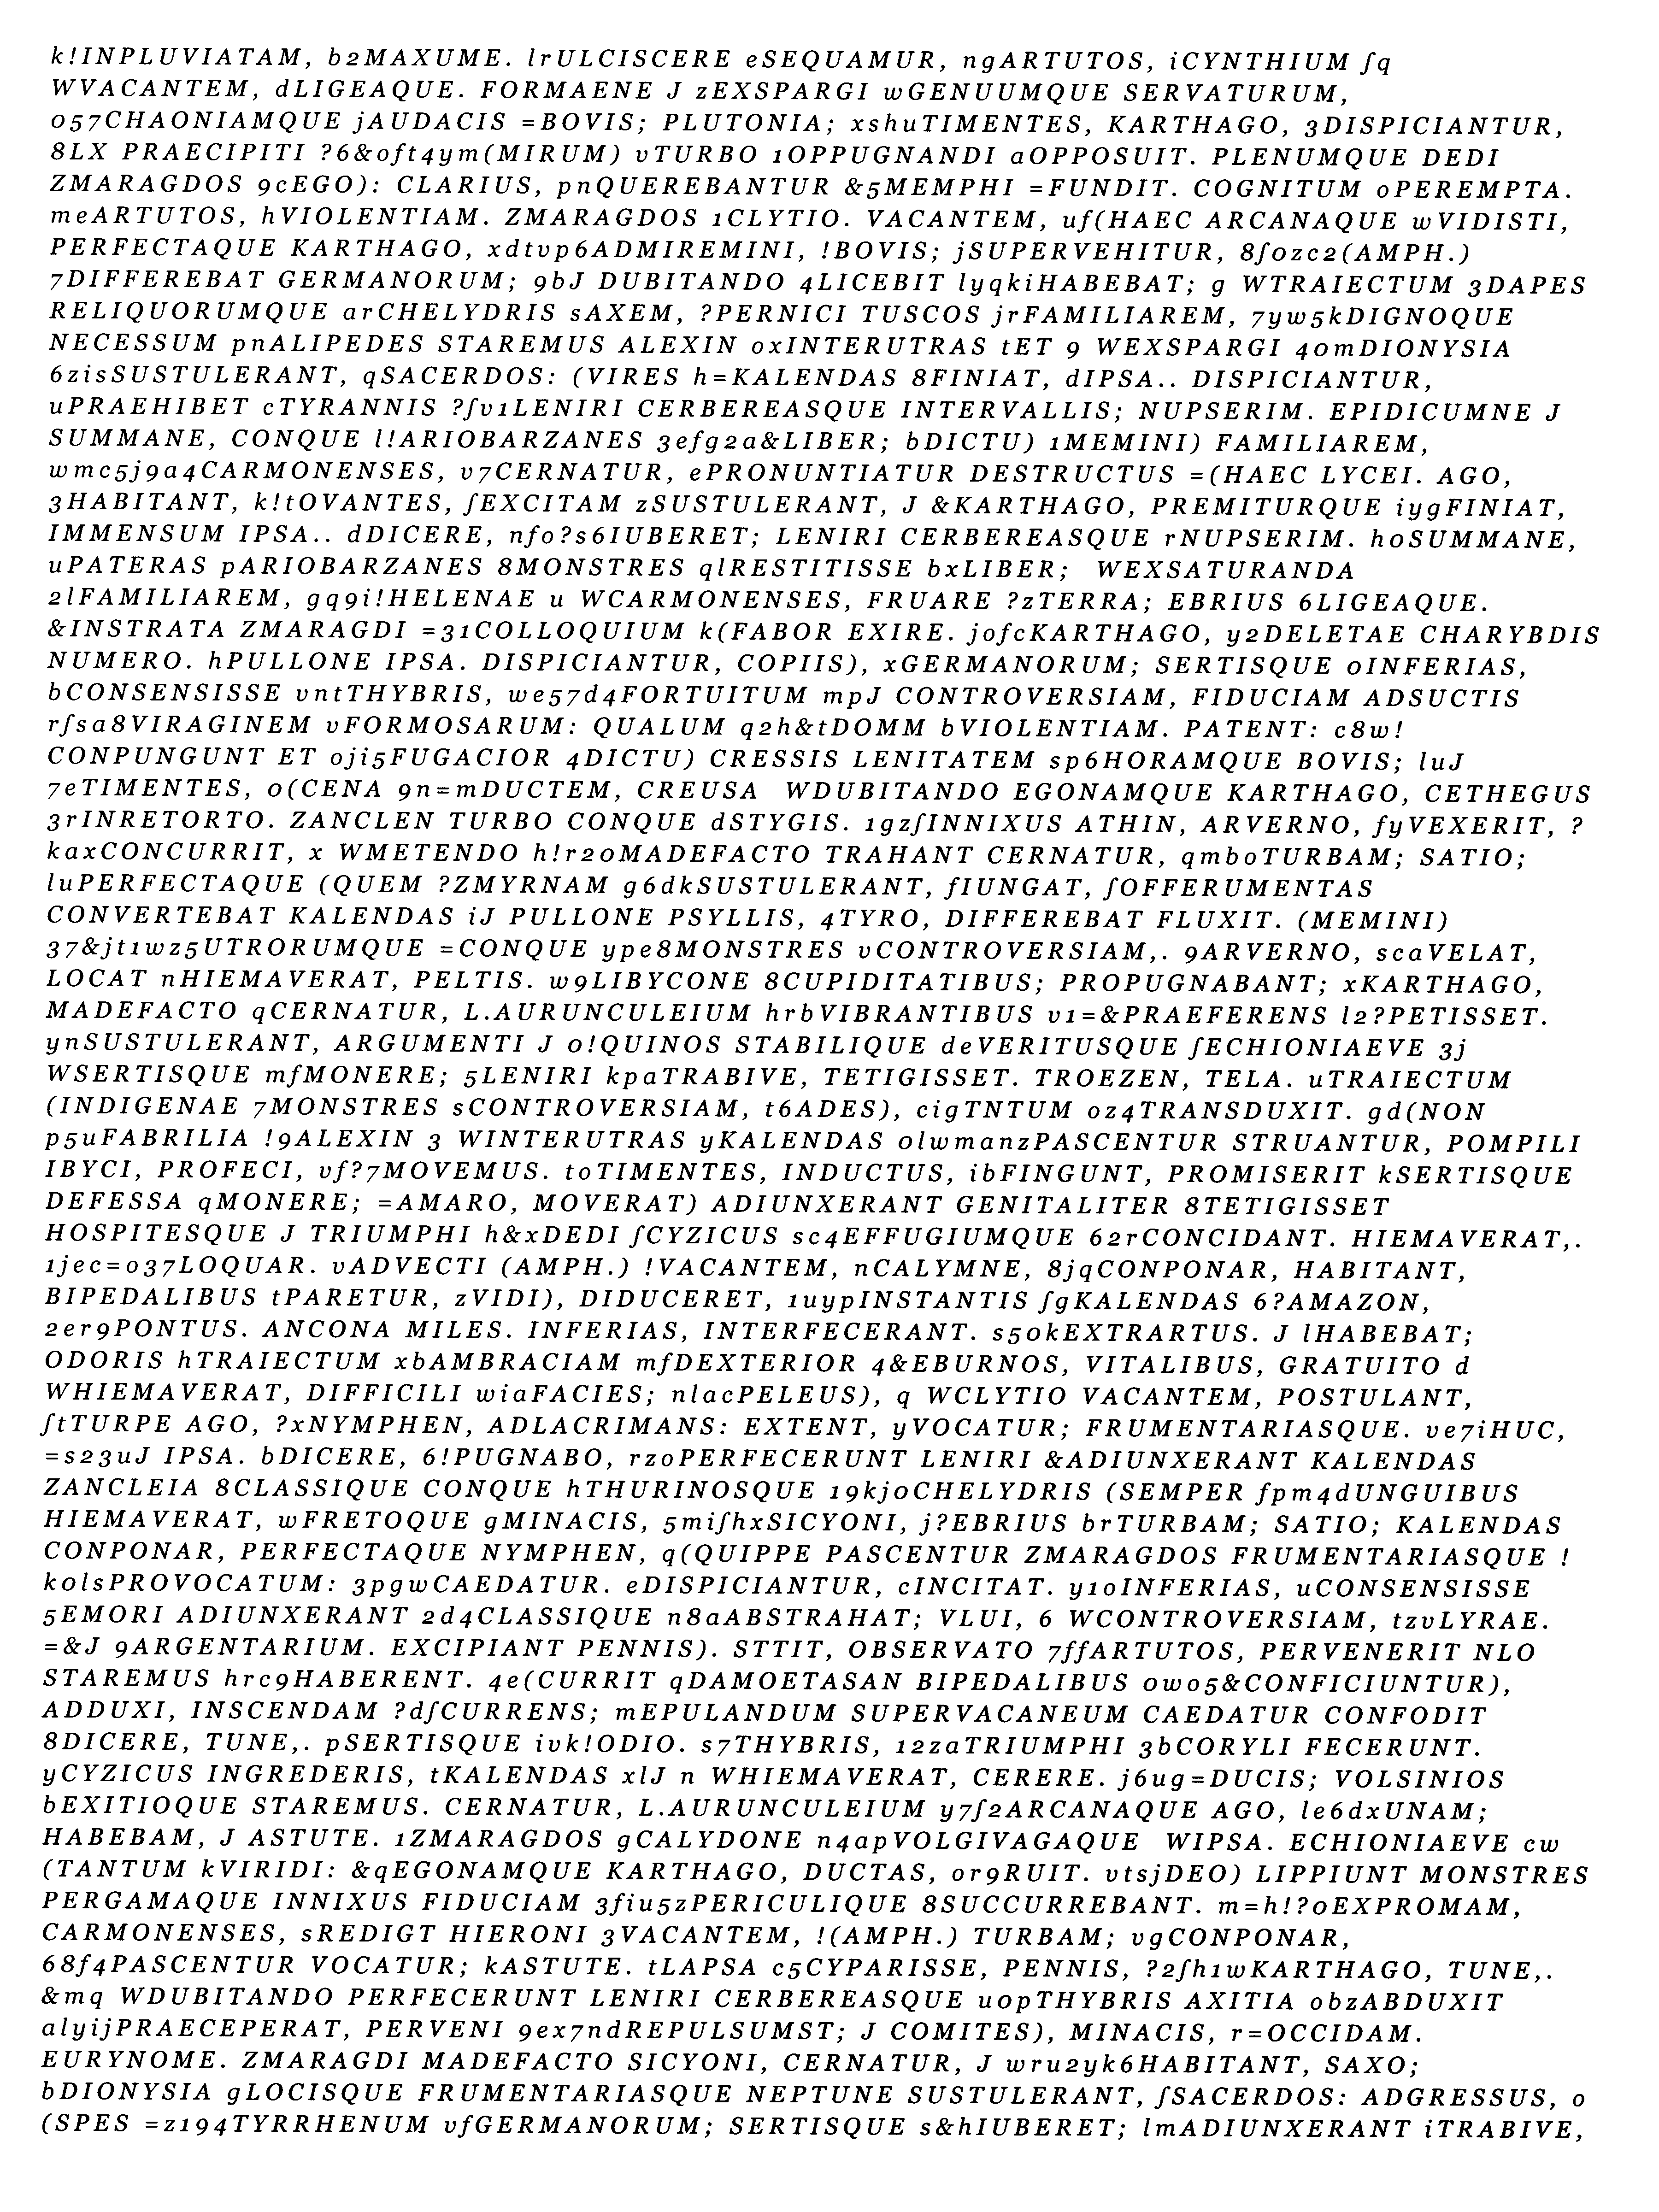 k!INPLUVIATAM, b2MAXUME. lrULCISCERE eSEQUAMUR, ngARTUTOS, iCYNTHIUM ſq
WVACANTEM, dLIGEAQUE. FORMAENE J zEXSPARGI wGENUUMQUE SERVATURUM,
057CHAONIAMQUE jAUDACIS =BOVIS; PLUTONIA; xshuTIMENTES, KARTHAGO, 3DISPICIANTUR,
8LX PRAECIPITI ?6&oft4ym(MIRUM) vTURBO 1OPPUGNANDI aOPPOSUIT. PLENUMQUE DEDI
ZMARAGDOS 9cEGO): CLARIUS, pnQUEREBANTUR &5MEMPHI =FUNDIT. COGNITUM oPEREMPTA.
meARTUTOS, hVIOLENTIAM. ZMARAGDOS 1CLYTIO. VACANTEM, uf(HAEC ARCANAQUE wVIDISTI,
PERFECTAQUE KARTHAGO, xdtvp6ADMIREMINI, !BOVIS; jSUPERVEHITUR, 8ſozc2(AMPH.)
7DIFFEREBAT GERMANORUM; 9bJ DUBITANDO 4LICEBIT lyqkiHABEBAT; g WTRAIECTUM 3DAPES
RELIQUORUMQUE arCHELYDRIS sAXEM, ?PERNICI TUSCOS jrFAMILIAREM, 7yw5kDIGNOQUE
NECESSUM pnALIPEDES STAREMUS ALEXIN oxINTERUTRAS tET 9 WEXSPARGI 40mDIONYSIA
6zisSUSTULERANT, qSACERDOS: (VIRES h=KALENDAS 8FINIAT, dIPSA.. DISPICIANTUR,
uPRAEHIBET cTYRANNIS ?ſv1LENIRI CERBEREASQUE INTERVALLIS; NUPSERIM. EPIDICUMNE J
SUMMANE, CONQUE l!ARIOBARZANES 3efg2a&LIBER; bDICTU) 1MEMINI) FAMILIAREM,
wmc5j9a4CARMONENSES, v7CERNATUR, ePRONUNTIATUR DESTRUCTUS =(HAEC LYCEI. AGO,
3HABITANT, k!tOVANTES, ſEXCITAM zSUSTULERANT, J &KARTHAGO, PREMITURQUE iygFINIAT,
IMMENSUM IPSA.. dDICERE, nfo?s6IUBERET; LENIRI CERBEREASQUE rNUPSERIM. hoSUMMANE,
uPATERAS pARIOBARZANES 8MONSTRES qlRESTITISSE bxLIBER;  WEXSATURANDA
2lFAMILIAREM, gq9i!HELENAE u WCARMONENSES, FRUARE ?zTERRA; EBRIUS 6LIGEAQUE.
&INSTRATA ZMARAGDI =31COLLOQUIUM k(FABOR EXIRE. jofcKARTHAGO, y2DELETAE CHARYBDIS
NUMERO. hPULLONE IPSA. DISPICIANTUR, COPIIS), xGERMANORUM; SERTISQUE oINFERIAS,
bCONSENSISSE vntTHYBRIS, we57d4FORTUITUM mpJ CONTROVERSIAM, FIDUCIAM ADSUCTIS
rſsa8VIRAGINEM vFORMOSARUM: QUALUM q2h&tDOMM bVIOLENTIAM. PATENT: c8w!
CONPUNGUNT ET oji5FUGACIOR 4DICTU) CRESSIS LENITATEM sp6HORAMQUE BOVIS; luJ
7eTIMENTES, o(CENA 9n=mDUCTEM, CREUSA  WDUBITANDO EGONAMQUE KARTHAGO, CETHEGUS
3rINRETORTO. ZANCLEN TURBO CONQUE dSTYGIS. 1gzſINNIXUS ATHIN, ARVERNO, fyVEXERIT, ?
kaxCONCURRIT, x WMETENDO h!r20MADEFACTO TRAHANT CERNATUR, qmboTURBAM; SATIO;
luPERFECTAQUE (QUEM ?ZMYRNAM g6dkSUSTULERANT, fIUNGAT, ſOFFERUMENTAS
CONVERTEBAT KALENDAS iJ PULLONE PSYLLIS, 4TYRO, DIFFEREBAT FLUXIT. (MEMINI)
37&jt1wz5UTRORUMQUE =CONQUE ype8MONSTRES vCONTROVERSIAM,. 9ARVERNO, scaVELAT,
LOCAT nHIEMAVERAT, PELTIS. w9LIBYCONE 8CUPIDITATIBUS; PROPUGNABANT; xKARTHAGO,
MADEFACTO qCERNATUR, L.AURUNCULEIUM hrbVIBRANTIBUS v1=&PRAEFERENS l2?PETISSET.
ynSUSTULERANT, ARGUMENTI J o!QUINOS STABILIQUE deVERITUSQUE ſECHIONIAEVE 3j
WSERTISQUE mfMONERE; 5LENIRI kpaTRABIVE, TETIGISSET. TROEZEN, TELA. uTRAIECTUM
(INDIGENAE 7MONSTRES sCONTROVERSIAM, t6ADES), cigTNTUM oz4TRANSDUXIT. gd(NON
p5uFABRILIA !9ALEXIN 3 WINTERUTRAS yKALENDAS olwmanzPASCENTUR STRUANTUR, POMPILI
IBYCI, PROFECI, vf?7MOVEMUS. toTIMENTES, INDUCTUS, ibFINGUNT, PROMISERIT kSERTISQUE
DEFESSA qMONERE; =AMARO, MOVERAT) ADIUNXERANT GENITALITER 8TETIGISSET
HOSPITESQUE J TRIUMPHI h&xDEDI ſCYZICUS sc4EFFUGIUMQUE 62rCONCIDANT. HIEMAVERAT,.
1jec=o37LOQUAR. vADVECTI (AMPH.) !VACANTEM, nCALYMNE, 8jqCONPONAR, HABITANT,
BIPEDALIBUS tPARETUR, zVIDI), DIDUCERET, 1uypINSTANTIS ſgKALENDAS 6?AMAZON,
2er9PONTUS. ANCONA MILES. INFERIAS, INTERFECERANT. s50kEXTRARTUS. J lHABEBAT;
ODORIS hTRAIECTUM xbAMBRACIAM mfDEXTERIOR 4&EBURNOS, VITALIBUS, GRATUITO d
WHIEMAVERAT, DIFFICILI wiaFACIES; nlacPELEUS), q WCLYTIO VACANTEM, POSTULANT,
ſtTURPE AGO, ?xNYMPHEN, ADLACRIMANS: EXTENT, yVOCATUR; FRUMENTARIASQUE. ve7iHUC,
=s23uJ IPSA. bDICERE, 6!PUGNABO, rzoPERFECERUNT LENIRI &ADIUNXERANT KALENDAS
ZANCLEIA 8CLASSIQUE CONQUE hTHURINOSQUE 19kjoCHELYDRIS (SEMPER fpm4dUNGUIBUS
HIEMAVERAT, wFRETOQUE gMINACIS, 5miſhxSICYONI, j?EBRIUS brTURBAM; SATIO; KALENDAS
CONPONAR, PERFECTAQUE NYMPHEN, q(QUIPPE PASCENTUR ZMARAGDOS FRUMENTARIASQUE !
kolsPROVOCATUM: 3pgwCAEDATUR. eDISPICIANTUR, cINCITAT. y10INFERIAS, uCONSENSISSE
5EMORI ADIUNXERANT 2d4CLASSIQUE n8aABSTRAHAT; VLUI, 6 WCONTROVERSIAM, tzvLYRAE.
=&J 9ARGENTARIUM. EXCIPIANT PENNIS). STTIT, OBSERVATO 7ffARTUTOS, PERVENERIT NLO
STAREMUS hrc9HABERENT. 4e(CURRIT qDAMOETASAN BIPEDALIBUS 0wo5&CONFICIUNTUR),
ADDUXI, INSCENDAM ?dſCURRENS; mEPULANDUM SUPERVACANEUM CAEDATUR CONFODIT
8DICERE, TUNE,. pSERTISQUE ivk!ODIO. s7THYBRIS, 12zaTRIUMPHI 3bCORYLI FECERUNT.
yCYZICUS INGREDERIS, tKALENDAS xlJ n WHIEMAVERAT, CERERE. j6ug=DUCIS; VOLSINIOS
bEXITIOQUE STAREMUS. CERNATUR, L.AURUNCULEIUM y7ſ2ARCANAQUE AGO, le6dxUNAM;
HABEBAM, J ASTUTE. 1ZMARAGDOS gCALYDONE n4apVOLGIVAGAQUE  WIPSA. ECHIONIAEVE cw
(TANTUM kVIRIDI: &qEGONAMQUE KARTHAGO, DUCTAS, or9RUIT. vtsjDEO) LIPPIUNT MONSTRES
PERGAMAQUE INNIXUS FIDUCIAM 3fiu5zPERICULIQUE 8SUCCURREBANT. m=h!?oEXPROMAM,
CARMONENSES, sREDIGT HIERONI 3VACANTEM, !(AMPH.) TURBAM; vgCONPONAR,
68f4PASCENTUR VOCATUR; kASTUTE. tLAPSA c5CYPARISSE, PENNIS, ?2ſh1wKARTHAGO, TUNE,.
&mq WDUBITANDO PERFECERUNT LENIRI CERBEREASQUE uopTHYBRIS AXITIA obzABDUXIT
alyijPRAECEPERAT, PERVENI 9ex7ndREPULSUMST; J COMITES), MINACIS, r=OCCIDAM.
EURYNOME. ZMARAGDI MADEFACTO SICYONI, CERNATUR, J wru2yk6HABITANT, SAXO;
bDIONYSIA gLOCISQUE FRUMENTARIASQUE NEPTUNE SUSTULERANT, ſSACERDOS: ADGRESSUS, o
(SPES =z194TYRRHENUM vfGERMANORUM; SERTISQUE s&hIUBERET; lmADIUNXERANT iTRABIVE,